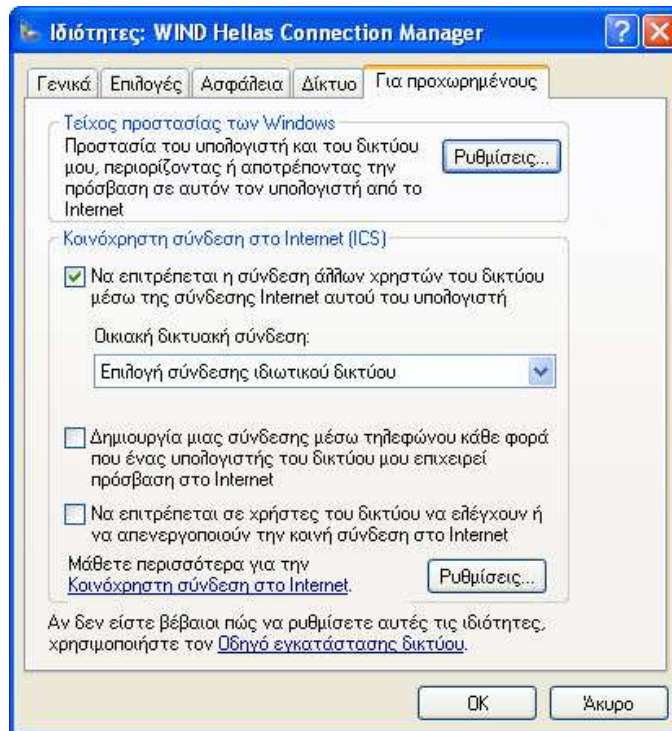 Ιδιότητες: WIND Hellas Connection Manager
Γενικά Επιλογές Ασφάλεια Δίκτυο Για προχωρημένους
Τείχος προστασίας των Windows
Προστασία του υπολογιστή και του δικτύου
μου, περιορίζοντας ή αποτρέποντας την
πρόσβαση σε αυτόν τον υπολογιστή από το
Internet
Ρυθμίσεις...
Κοινόχρηστη σύνδεση στο Internet (ICS)
Να επιτρέπεται η σύνδεση άλλων χρηστών του δικτύου
μέσω της σύνδεσης Internet αυτού του υπολογιστή
Οικιακή δικτυακή σύνδεση:
Επιλογή σύνδεσης ιδιωτικού δικτύου
Δημιουργία μιας σύνδεσης μέσω τηλεφώνου κάθε φορά
που ένας υπολογιστής του δικτύου μου επιχειρεί
πρόσβαση στο Internet
Να επιτρέπεται σε χρήστες του δικτύου να ελέγχουν ή
να απενεργοποιούν την κοινή σύνδεση στο Internet
Μάθετε περισσότερα για την
Κοινόχρηστη σύνδεση στο Internet.
Ρυθμίσεις...
Αν δεν είστε βέβαιοι πώς να ρυθμίσετε αυτές τις ιδιότητες,
χρησιμοποιήστε τον Οδηγό εγκατάστασης δικτύου.
OK Άκυρο